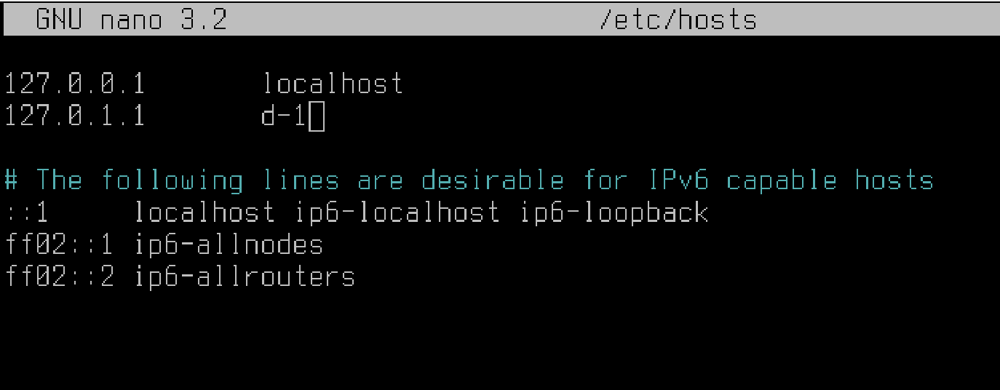 GNU nano 3.2 /etc/hosts
127.0.0.1 localhost
127.0.1.1 d-1
# The following lines are desirable for IPv6 capable hosts
::1 localhost ip6-localhost ip6-loopback
ff02::1 ip6-allnodes
ff02::2 ip6-allrouters